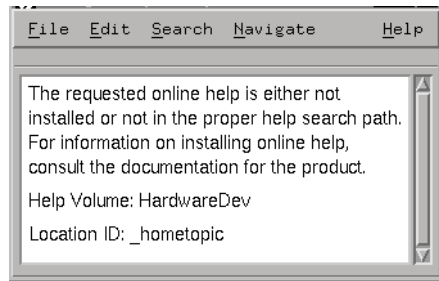 File Edit Search Navigate Help
The requested online help is either not
installed or not in the proper help search path.
For information on installing online help,
consult the documentation for the product.
Help Volume: HardwareDev
Location ID: _hometopic